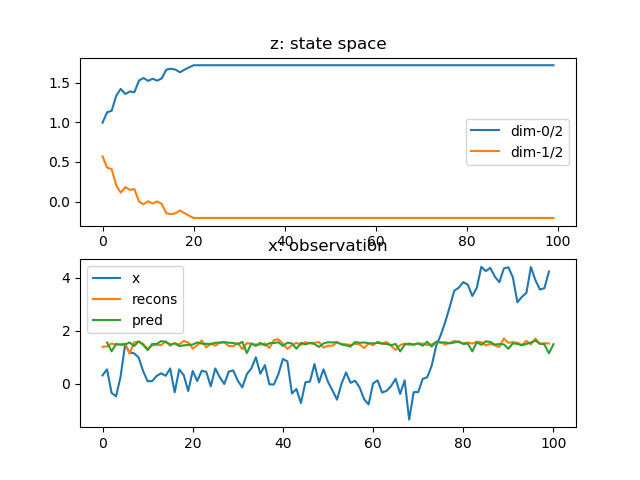 z: state space
1.5
1.0
0.5
0.0
dim-0/2
dim-1/2
0 20 40 60 80 100
x: observation
4
2
0
x
recons
pred
0 20 40 60 80 100